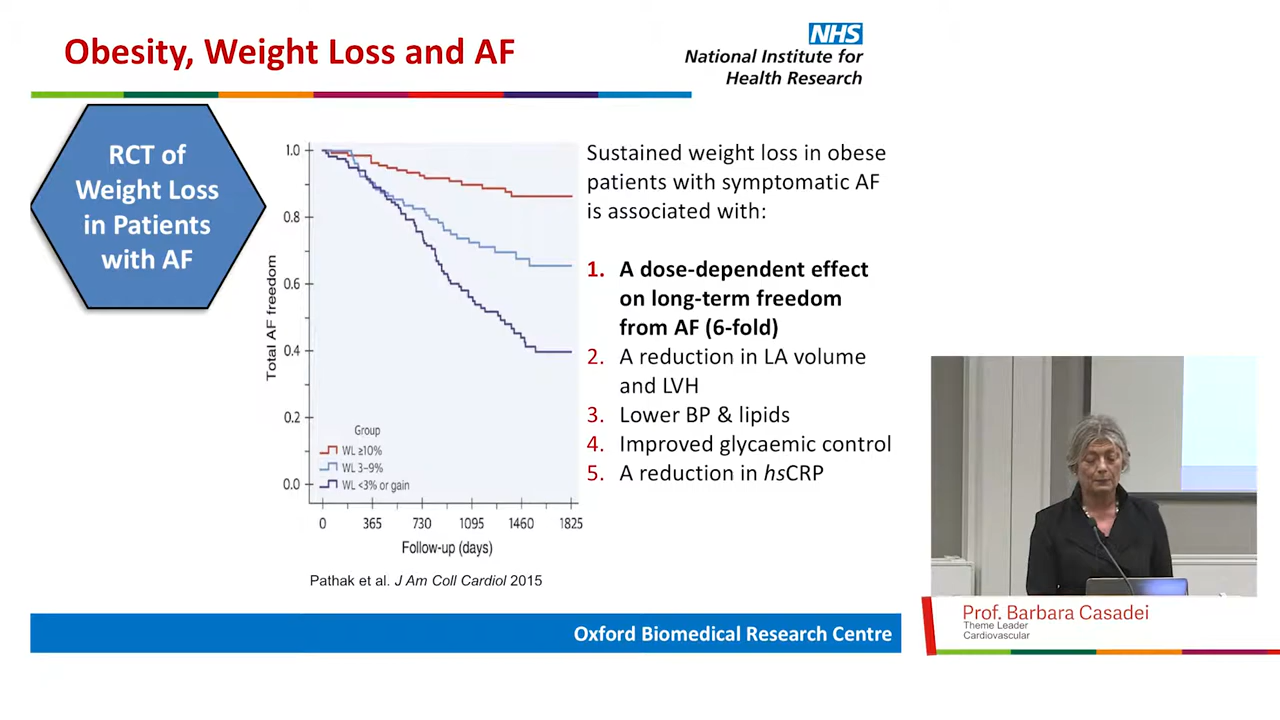 Obesity, Weight Loss and AF
NHS
National Institute for
Health Research
RCT of
Weight Loss
in Patients
with AF
Total AF freedom
1.0
0.8
0.6
0.4
0.2
0.0
Group
WL ≥10%
WL 3–9%
WL <3% or gain
0 365 730 1095 1460 1825
Follow-up (days)
Pathak et al. J Am Coll Cardiol 2015
Sustained weight loss in obese
patients with symptomatic AF
is associated with:
1. A dose-dependent effect
on long-term freedom
from AF (6-fold)
2. A reduction in LA volume
and LVH
3. Lower BP & lipids
4. Improved glycaemic control
5. A reduction in hsCRP
Oxford Biomedical Research Centre
Prof. Barbara Casadei
Theme Leader
Cardiovascular